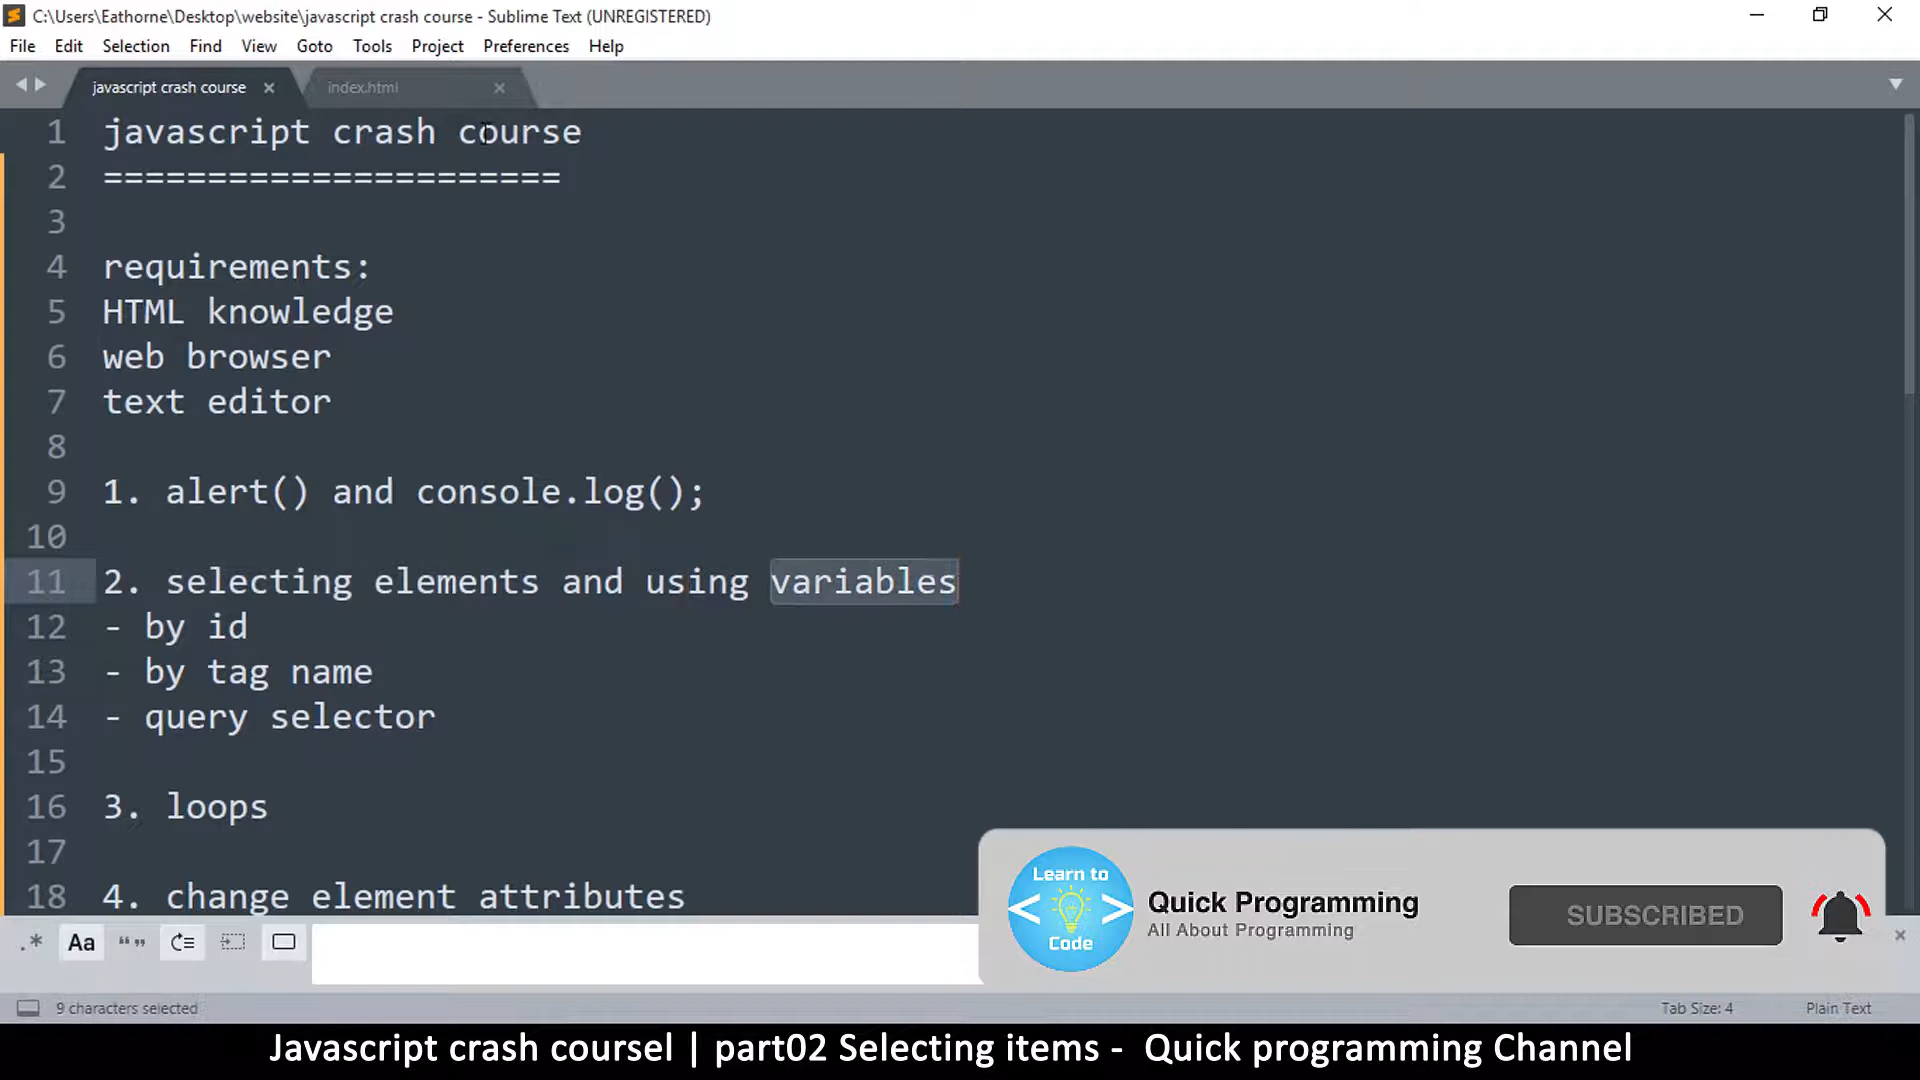 C:\Users\Eathorne\Desktop\website\javascript crash course - Sublime Text (UNREGISTERED)
File Edit Selection Find View Goto Tools Project Preferences Help
javascript crash course index.html
1 javascript crash course
2 ======================
3
4 requirements:
5 HTML knowledge
6 web browser
7 text editor
8
9 1. alert() and console.log();
10
11 2. selecting elements and using variables
12 - by id
13 - by tag name
14 - query selector
15
16 3. loops
17
18 4. change element attributes
Learn to
< >
Code
Quick Programming
All About Programming
SUBSCRIBED
.* Aa “”
9 characters selected Tab Size: 4 Plain Text
Javascript crash coursel | part02 Selecting items - Quick programming Channel